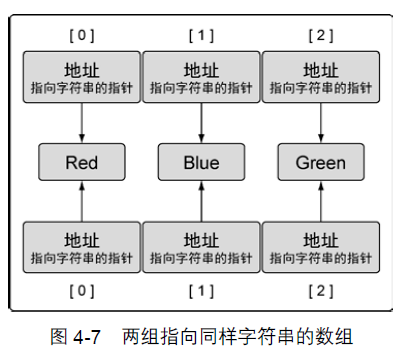 [ 0 ] [ 1 ] [ 2 ]
地址 地址 地址
指向字符串的指针 指向字符串的指针 指向字符串的指针
Red Blue Green
地址 地址 地址
指向字符串的指针 指向字符串的指针 指向字符串的指针
[ 0 ] [ 1 ] [ 2 ]
图 4-7 两组指向同样字符串的数组